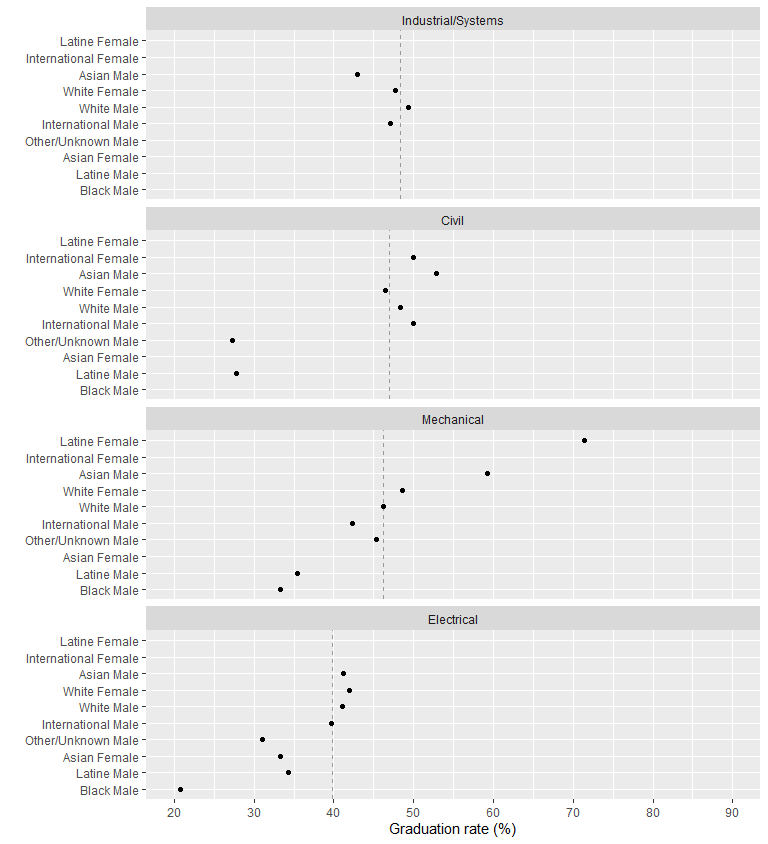 Industrial/Systems
Latine Female
International Female
Asian Male
White Female
White Male
International Male
Other/Unknown Male
Asian Female
Latine Male
Black Male
Civil
Latine Female
International Female
Asian Male
White Female
White Male
International Male
Other/Unknown Male
Asian Female
Latine Male
Black Male
Mechanical
Latine Female
International Female
Asian Male
White Female
White Male
International Male
Other/Unknown Male
Asian Female
Latine Male
Black Male
Electrical
Latine Female
International Female
Asian Male
White Female
White Male
International Male
Other/Unknown Male
Asian Female
Latine Male
Black Male
20 30 40 50 60 70 80 90
Graduation rate (%)